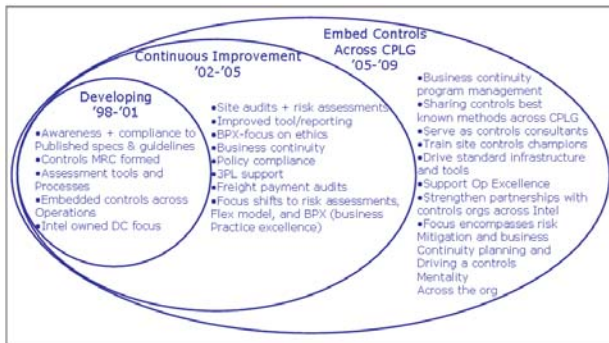 Developing
’98-’01
•Awareness + compliance to
Published specs & guidelines
•Controls MRC formed
•Assessment tools and
Processes
•Embedded controls across
Operations
•Intel owned DC focus
Continuous Improvement
’02-’05
•Site audits + risk assessments
•Improved tool/reporting
•BPX-focus on ethics
•Business continuity
•Policy compliance
•3PL support
•Freight payment audits
•Focus shifts to risk assessments,
Flex model, and BPX (business
Practice excellence)
Embed Controls
Across CPLG
’05-’09
•Business continuity
program management
•Sharing controls best
known methods across CPLG
•Serve as controls consultants
•Train site controls champions
•Drive standard infrastructure
and tools
•Support Op Excellence
•Strengthen partnerships with
controls orgs across Intel
•Focus encompasses risk
Mitigation and business
Continuity planning and
Driving a controls
Mentality
Across the org